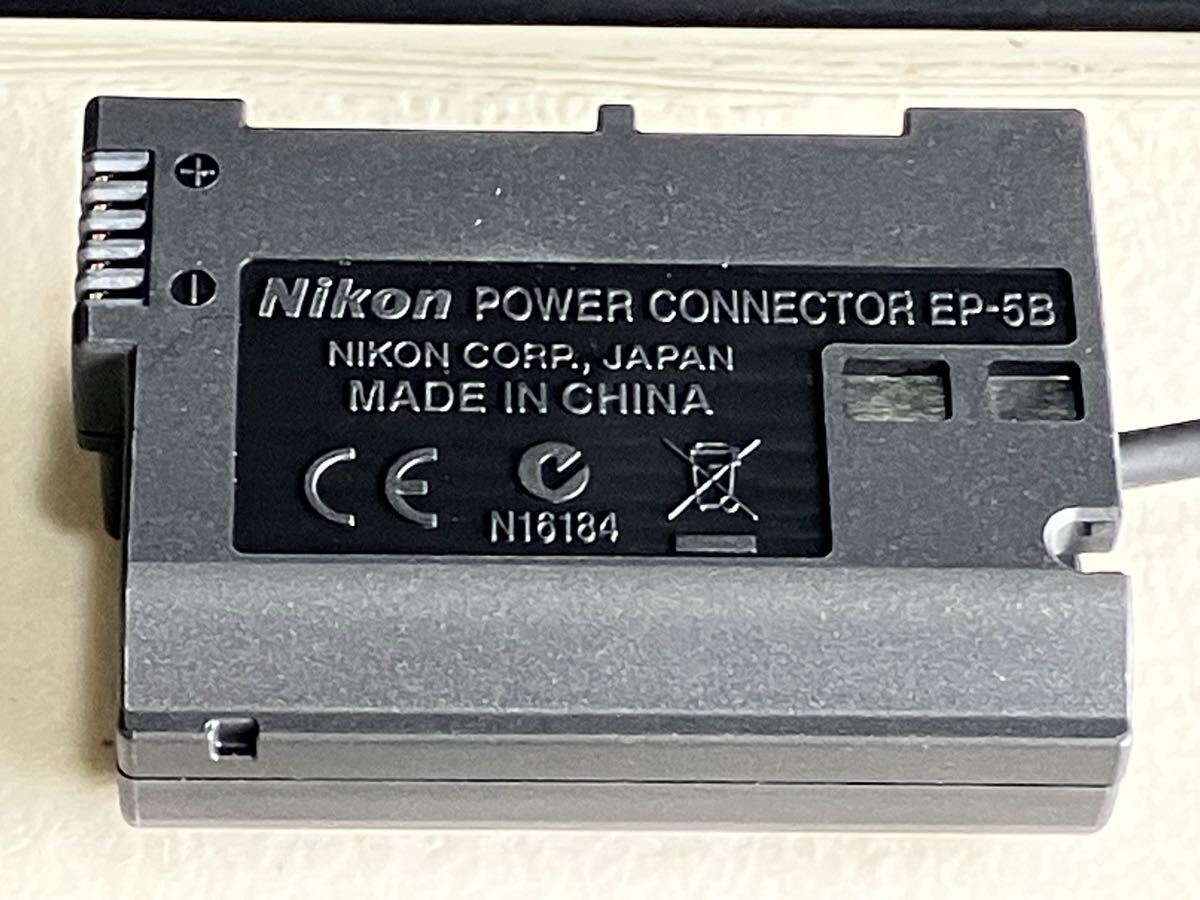 +
−
Nikon POWER CONNECTOR EP-5B
NIKON CORP., JAPAN
MADE IN CHINA
CE
N16184